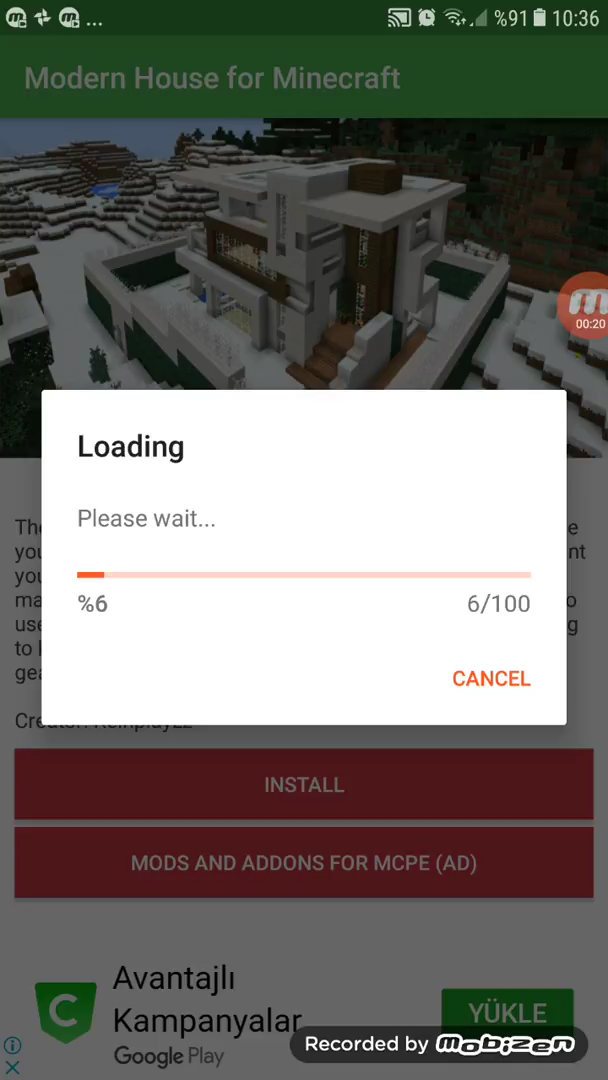 ... %91 10:36
Modern House for Minecraft
00:20
Loading
Please wait...
%6 6/100
CANCEL
INSTALL
MODS AND ADDONS FOR MCPE (AD)
Avantajlı
Kampanyalar
YÜKLE
Google Play
Recorded by mobizen